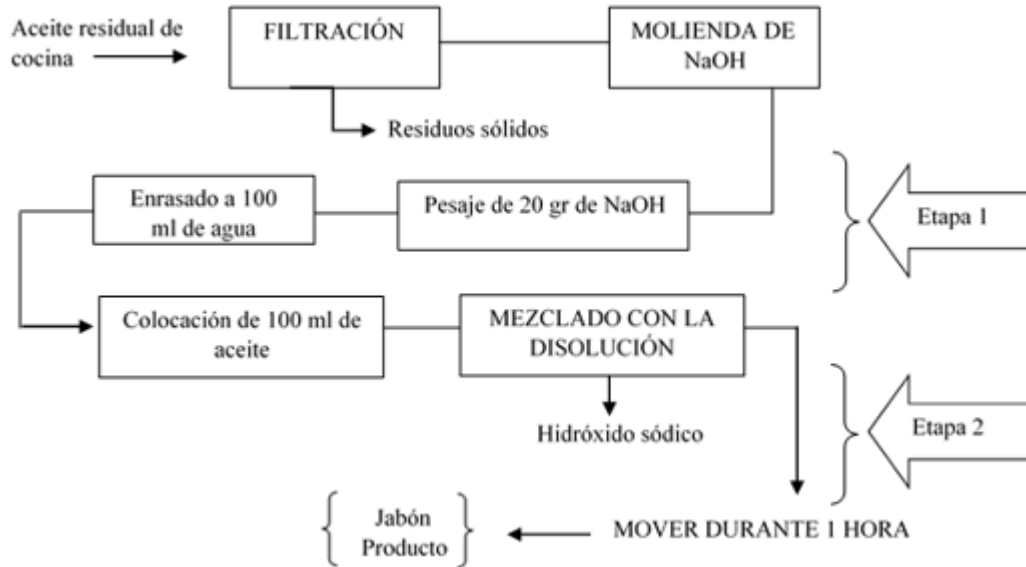 Aceite residual de
cocina
FILTRACIÓN
MOLIENDA DE
NaOH
Residuos sólidos
Enrasado a 100
ml de agua
Pesaje de 20 gr de NaOH
Etapa 1
Colocación de 100 ml de
aceite
MEZCLADO CON LA
DISOLUCIÓN
Hidróxido sódico
Etapa 2
Jabón
Producto
MOVER DURANTE 1 HORA